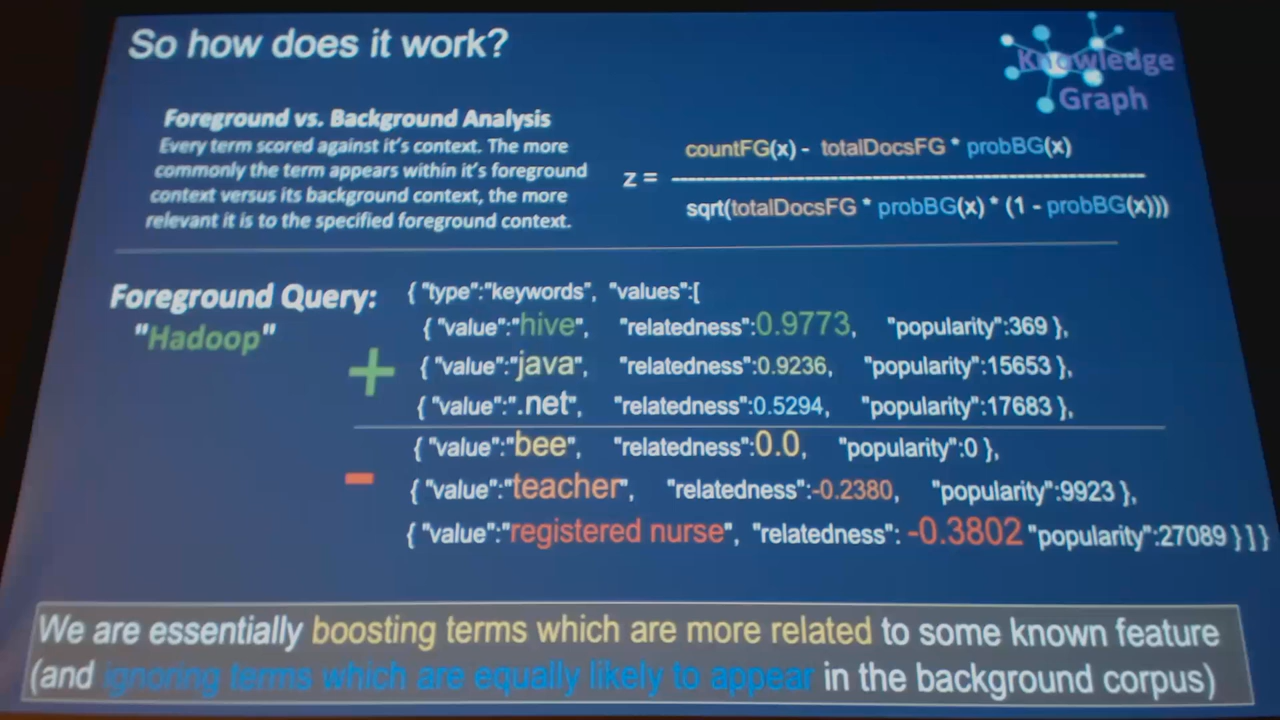 So how does it work?
Knowledge
Graph
Foreground vs. Background Analysis
Every term scored against it's context. The more
commonly the term appears within it's foreground
context versus its background context, the more
relevant it is to the specified foreground context.
countFG(x) - totalDocsFG * probBG(x)
z = --------------------------------------------------------
sqrt(totalDocsFG * probBG(x) * (1 - probBG(x)))
Foreground Query:
"Hadoop"
+
{ "type":"keywords", "values":[
{ "value":"hive", "relatedness":0.9773, "popularity":369 },
{ "value":"java", "relatedness":0.9236, "popularity":15653 },
{ "value":".net", "relatedness":0.5294, "popularity":17683 },
-
{ "value":"bee", "relatedness":0.0, "popularity":0 },
{ "value":"teacher", "relatedness":-0.2380, "popularity":9923 },
{ "value":"registered nurse", "relatedness": -0.3802 "popularity":27089 } ] }
We are essentially boosting terms which are more related to some known feature
(and ignoring terms which are equally likely to appear in the background corpus)